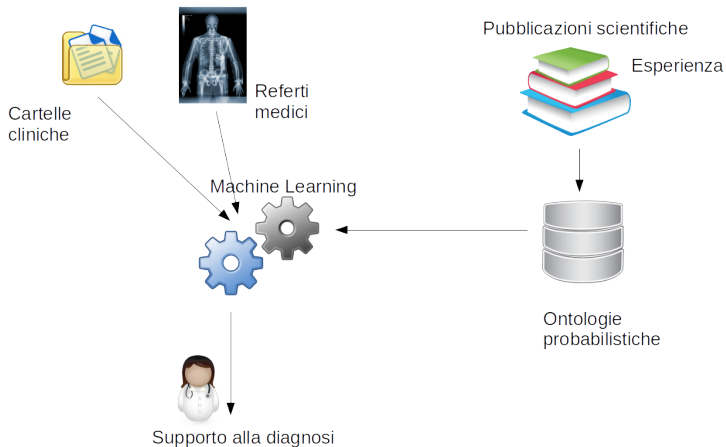 Pubblicazioni scientifiche
Esperienza
Cartelle
cliniche
Referti
medici
Machine Learning
Ontologie
probabilistiche
Supporto alla diagnosi